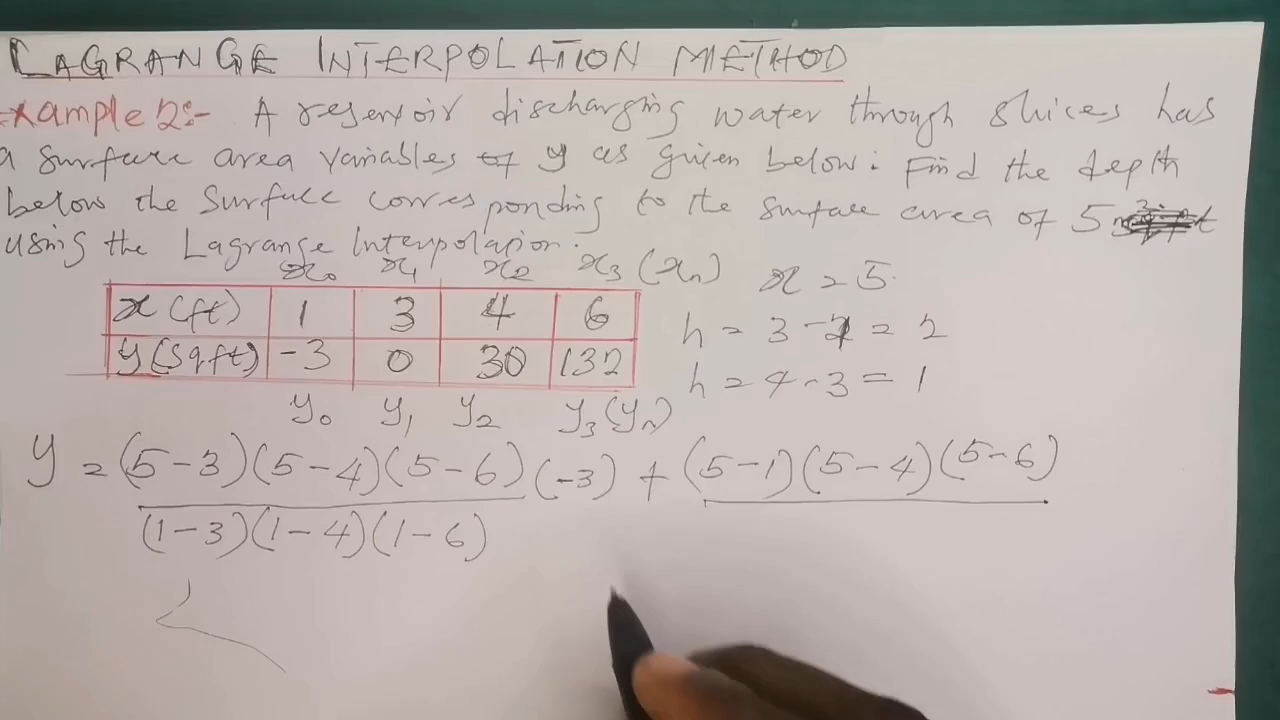 LAGRANGE INTERPOLATION METHOD
Example 2:- A reservoir discharging water through sluices has
a surface area variables of y as given below: Find the depth
below the surface corresponding to the surface area of 5
using the Lagrange Interpolation.
x₀ x₁ x₂ x₃ (xₙ) x = 5
x (ft) 1 3 4 6
h = 3 - 1 = 2
y (sq.ft) -3 0 30 132
h = 4 - 3 = 1
y₀ y₁ y₂ y₃ (yₙ)
y = (5-3)(5-4)(5-6) (-3) + (5-1)(5-4)(5-6)
(1-3)(1-4)(1-6)